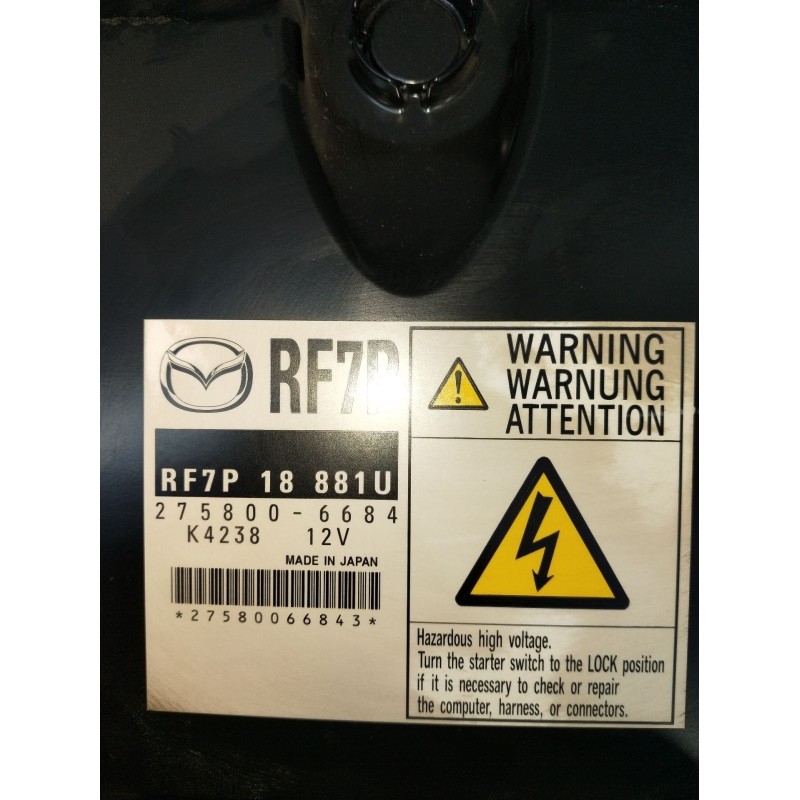 RF7P
RF7P 18 881U
275800-6684
K4238 12V
MADE IN JAPAN
*27580066843*
WARNING
WARNUNG
ATTENTION
Hazardous high voltage.
Turn the starter switch to the LOCK position
if it is necessary to check or repair
the computer, harness, or connectors.